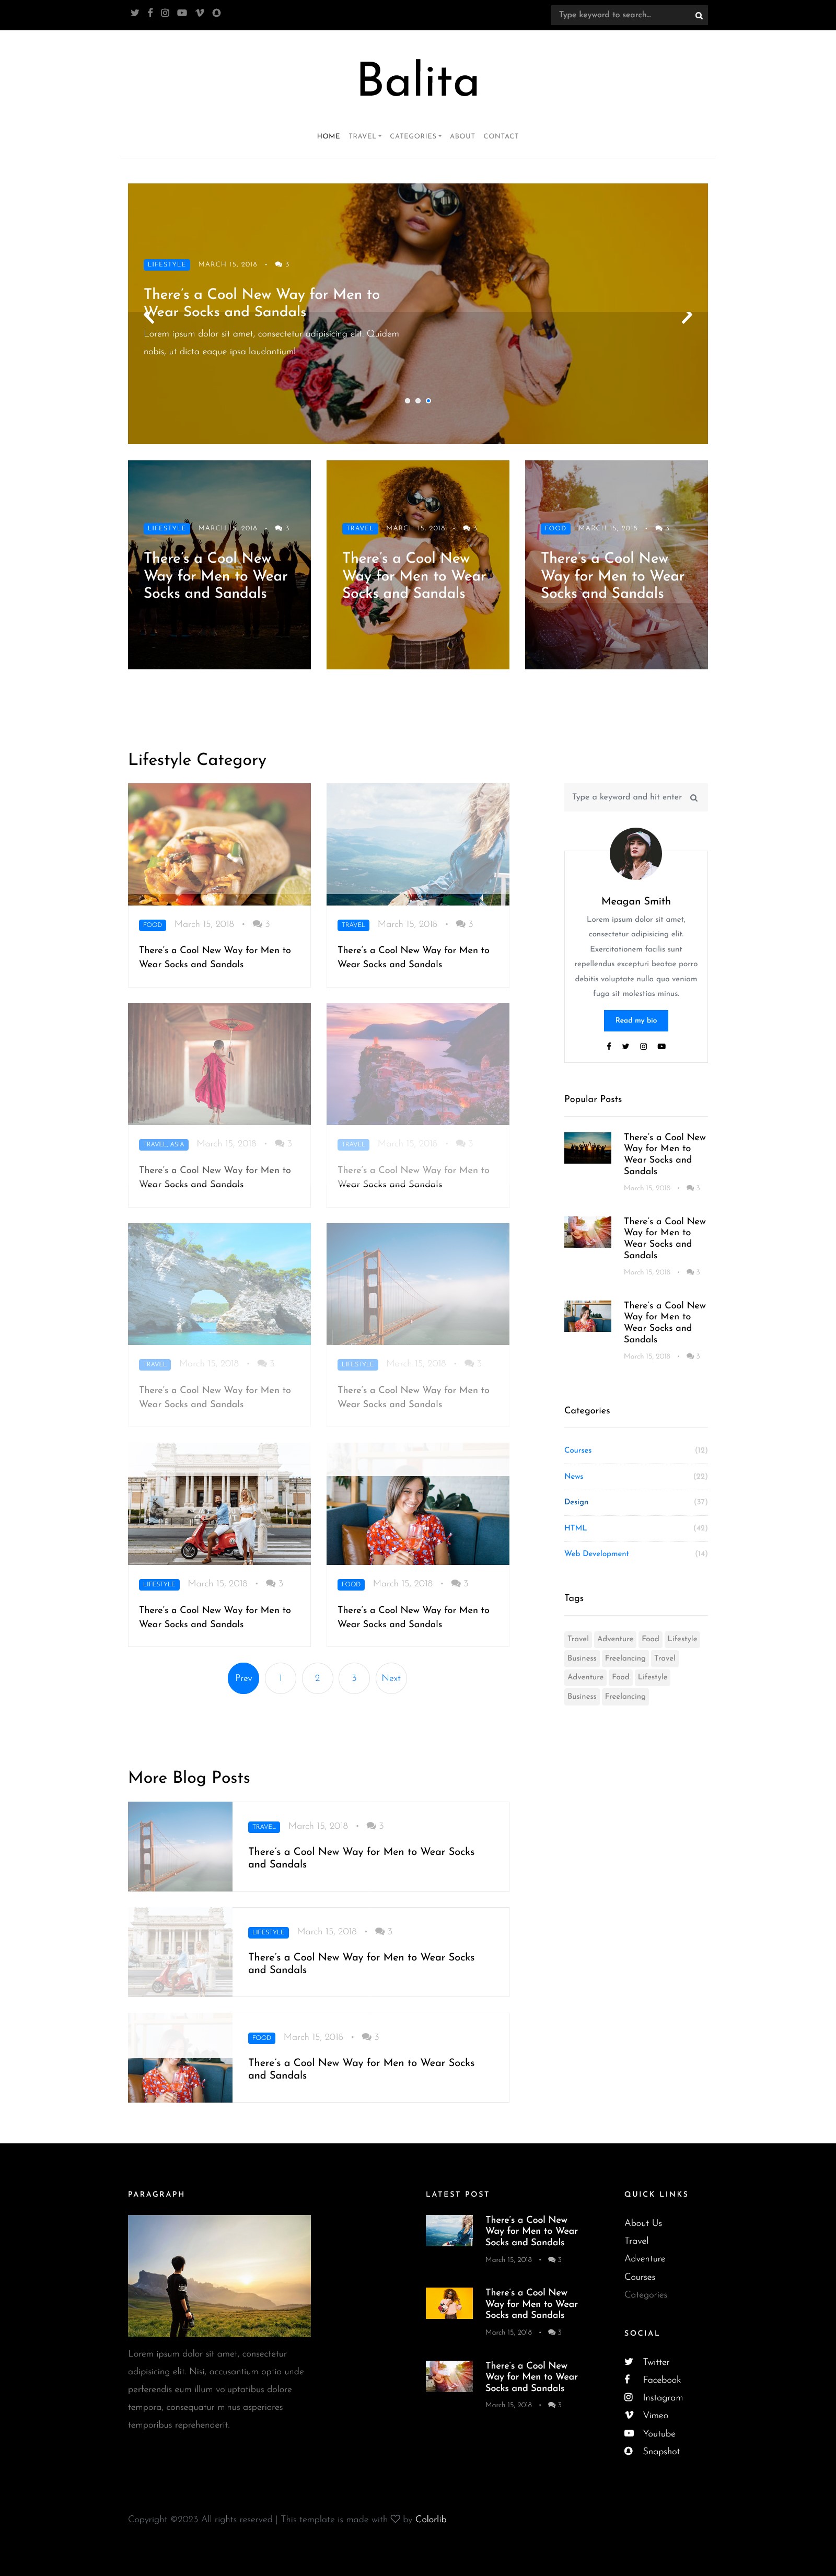 Type keyword to search...
Balita
HOME TRAVEL CATEGORIES ABOUT CONTACT
LIFESTYLE MARCH 15, 2018 • 3
There's a Cool New Way for Men to
Wear Socks and Sandals
Lorem ipsum dolor sit amet, consectetur adipisicing elit. Quidem
nobis, ut dicta eaque ipsa laudantium!
LIFESTYLE MARCH 15, 2018 • 3
There's a Cool New
Way for Men to Wear
Socks and Sandals
TRAVEL MARCH 15, 2018 • 3
There's a Cool New
Way for Men to Wear
Socks and Sandals
FOOD MARCH 15, 2018 • 3
There's a Cool New
Way for Men to Wear
Socks and Sandals
Lifestyle Category
FOOD March 15, 2018 • 3
There's a Cool New Way for Men to
Wear Socks and Sandals
TRAVEL March 15, 2018 • 3
There's a Cool New Way for Men to
Wear Socks and Sandals
TRAVEL, ASIA March 15, 2018 • 3
There's a Cool New Way for Men to
Wear Socks and Sandals
TRAVEL March 15, 2018 • 3
There's a Cool New Way for Men to
Wear Socks and Sandals
TRAVEL March 15, 2018 • 3
There's a Cool New Way for Men to
Wear Socks and Sandals
LIFESTYLE March 15, 2018 • 3
There's a Cool New Way for Men to
Wear Socks and Sandals
LIFESTYLE March 15, 2018 • 3
There's a Cool New Way for Men to
Wear Socks and Sandals
FOOD March 15, 2018 • 3
There's a Cool New Way for Men to
Wear Socks and Sandals
Prev 1 2 3 Next
Type a keyword and hit enter
Meagan Smith
Lorem ipsum dolor sit amet,
consectetur adipisicing elit.
Exercitationem facilis sunt
repellendus excepturi beatae porro
debitis voluptate nulla quo veniam
fuga sit molestias minus.
Read my bio
Popular Posts
There's a Cool New
Way for Men to
Wear Socks and
Sandals
March 15, 2018 • 3
There's a Cool New
Way for Men to
Wear Socks and
Sandals
March 15, 2018 • 3
There's a Cool New
Way for Men to
Wear Socks and
Sandals
March 15, 2018 • 3
Categories
Courses (12)
News (22)
Design (37)
HTML (42)
Web Development (14)
Tags
Travel Adventure Food Lifestyle
Business Freelancing Travel
Adventure Food Lifestyle
Business Freelancing
More Blog Posts
TRAVEL March 15, 2018 • 3
There's a Cool New Way for Men to Wear Socks
and Sandals
LIFESTYLE March 15, 2018 • 3
There's a Cool New Way for Men to Wear Socks
and Sandals
FOOD March 15, 2018 • 3
There's a Cool New Way for Men to Wear Socks
and Sandals
PARAGRAPH
Lorem ipsum dolor sit amet, consectetur
adipisicing elit. Nisi, accusantium optio unde
perferendis eum illum voluptatibus dolore
tempora, consequatur minus asperiores
temporibus reprehenderit.
LATEST POST
There's a Cool New
Way for Men to Wear
Socks and Sandals
March 15, 2018 • 3
There's a Cool New
Way for Men to Wear
Socks and Sandals
March 15, 2018 • 3
There's a Cool New
Way for Men to Wear
Socks and Sandals
March 15, 2018 • 3
QUICK LINKS
About Us
Travel
Adventure
Courses
Categories
SOCIAL
Twitter
Facebook
Instagram
Vimeo
Youtube
Snapshot
Copyright ©2023 All rights reserved | This template is made with ♡ by Colorlib